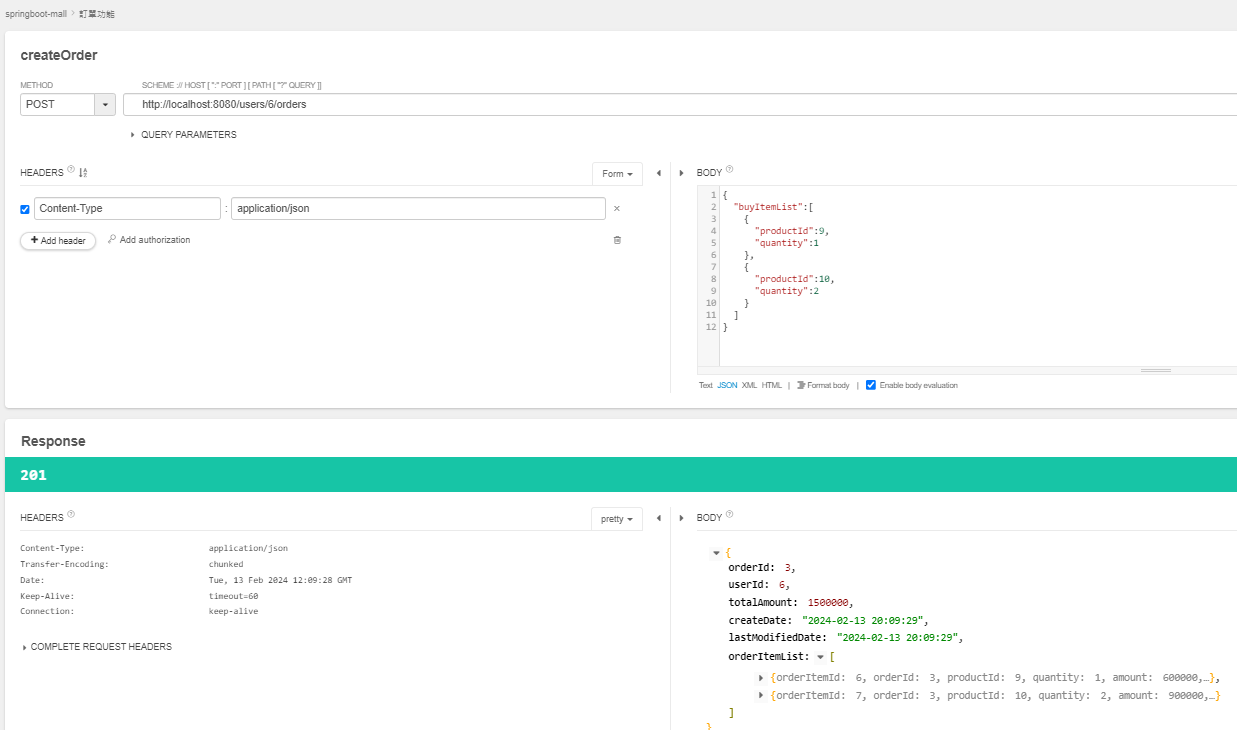 springboot-mall > 訂單功能
createOrder
METHOD
SCHEME :// HOST [ ":" PORT ] [ PATH [ "?" QUERY ]]
POST
http://localhost:8080/users/6/orders
QUERY PARAMETERS
HEADERS ?
Form
Content-Type : application/json ×
+ Add header Add authorization
BODY ?
1 {
2 "buyItemList":[
3 {
4 "productId":9,
5 "quantity":1
6 },
7 {
8 "productId":10,
9 "quantity":2
10 }
11 ]
12 }
Text JSON XML HTML | Format body | Enable body evaluation
Response
201
HEADERS ?
pretty
Content-Type: application/json
Transfer-Encoding: chunked
Date: Tue, 13 Feb 2024 12:09:28 GMT
Keep-Alive: timeout=60
Connection: keep-alive
COMPLETE REQUEST HEADERS
BODY ?
{
orderId: 3,
userId: 6,
totalAmount: 1500000,
createDate: "2024-02-13 20:09:29",
lastModifiedDate: "2024-02-13 20:09:29",
orderItemList: [
{orderItemId: 6, orderId: 3, productId: 9, quantity: 1, amount: 600000,…},
{orderItemId: 7, orderId: 3, productId: 10, quantity: 2, amount: 900000,…}
]
}